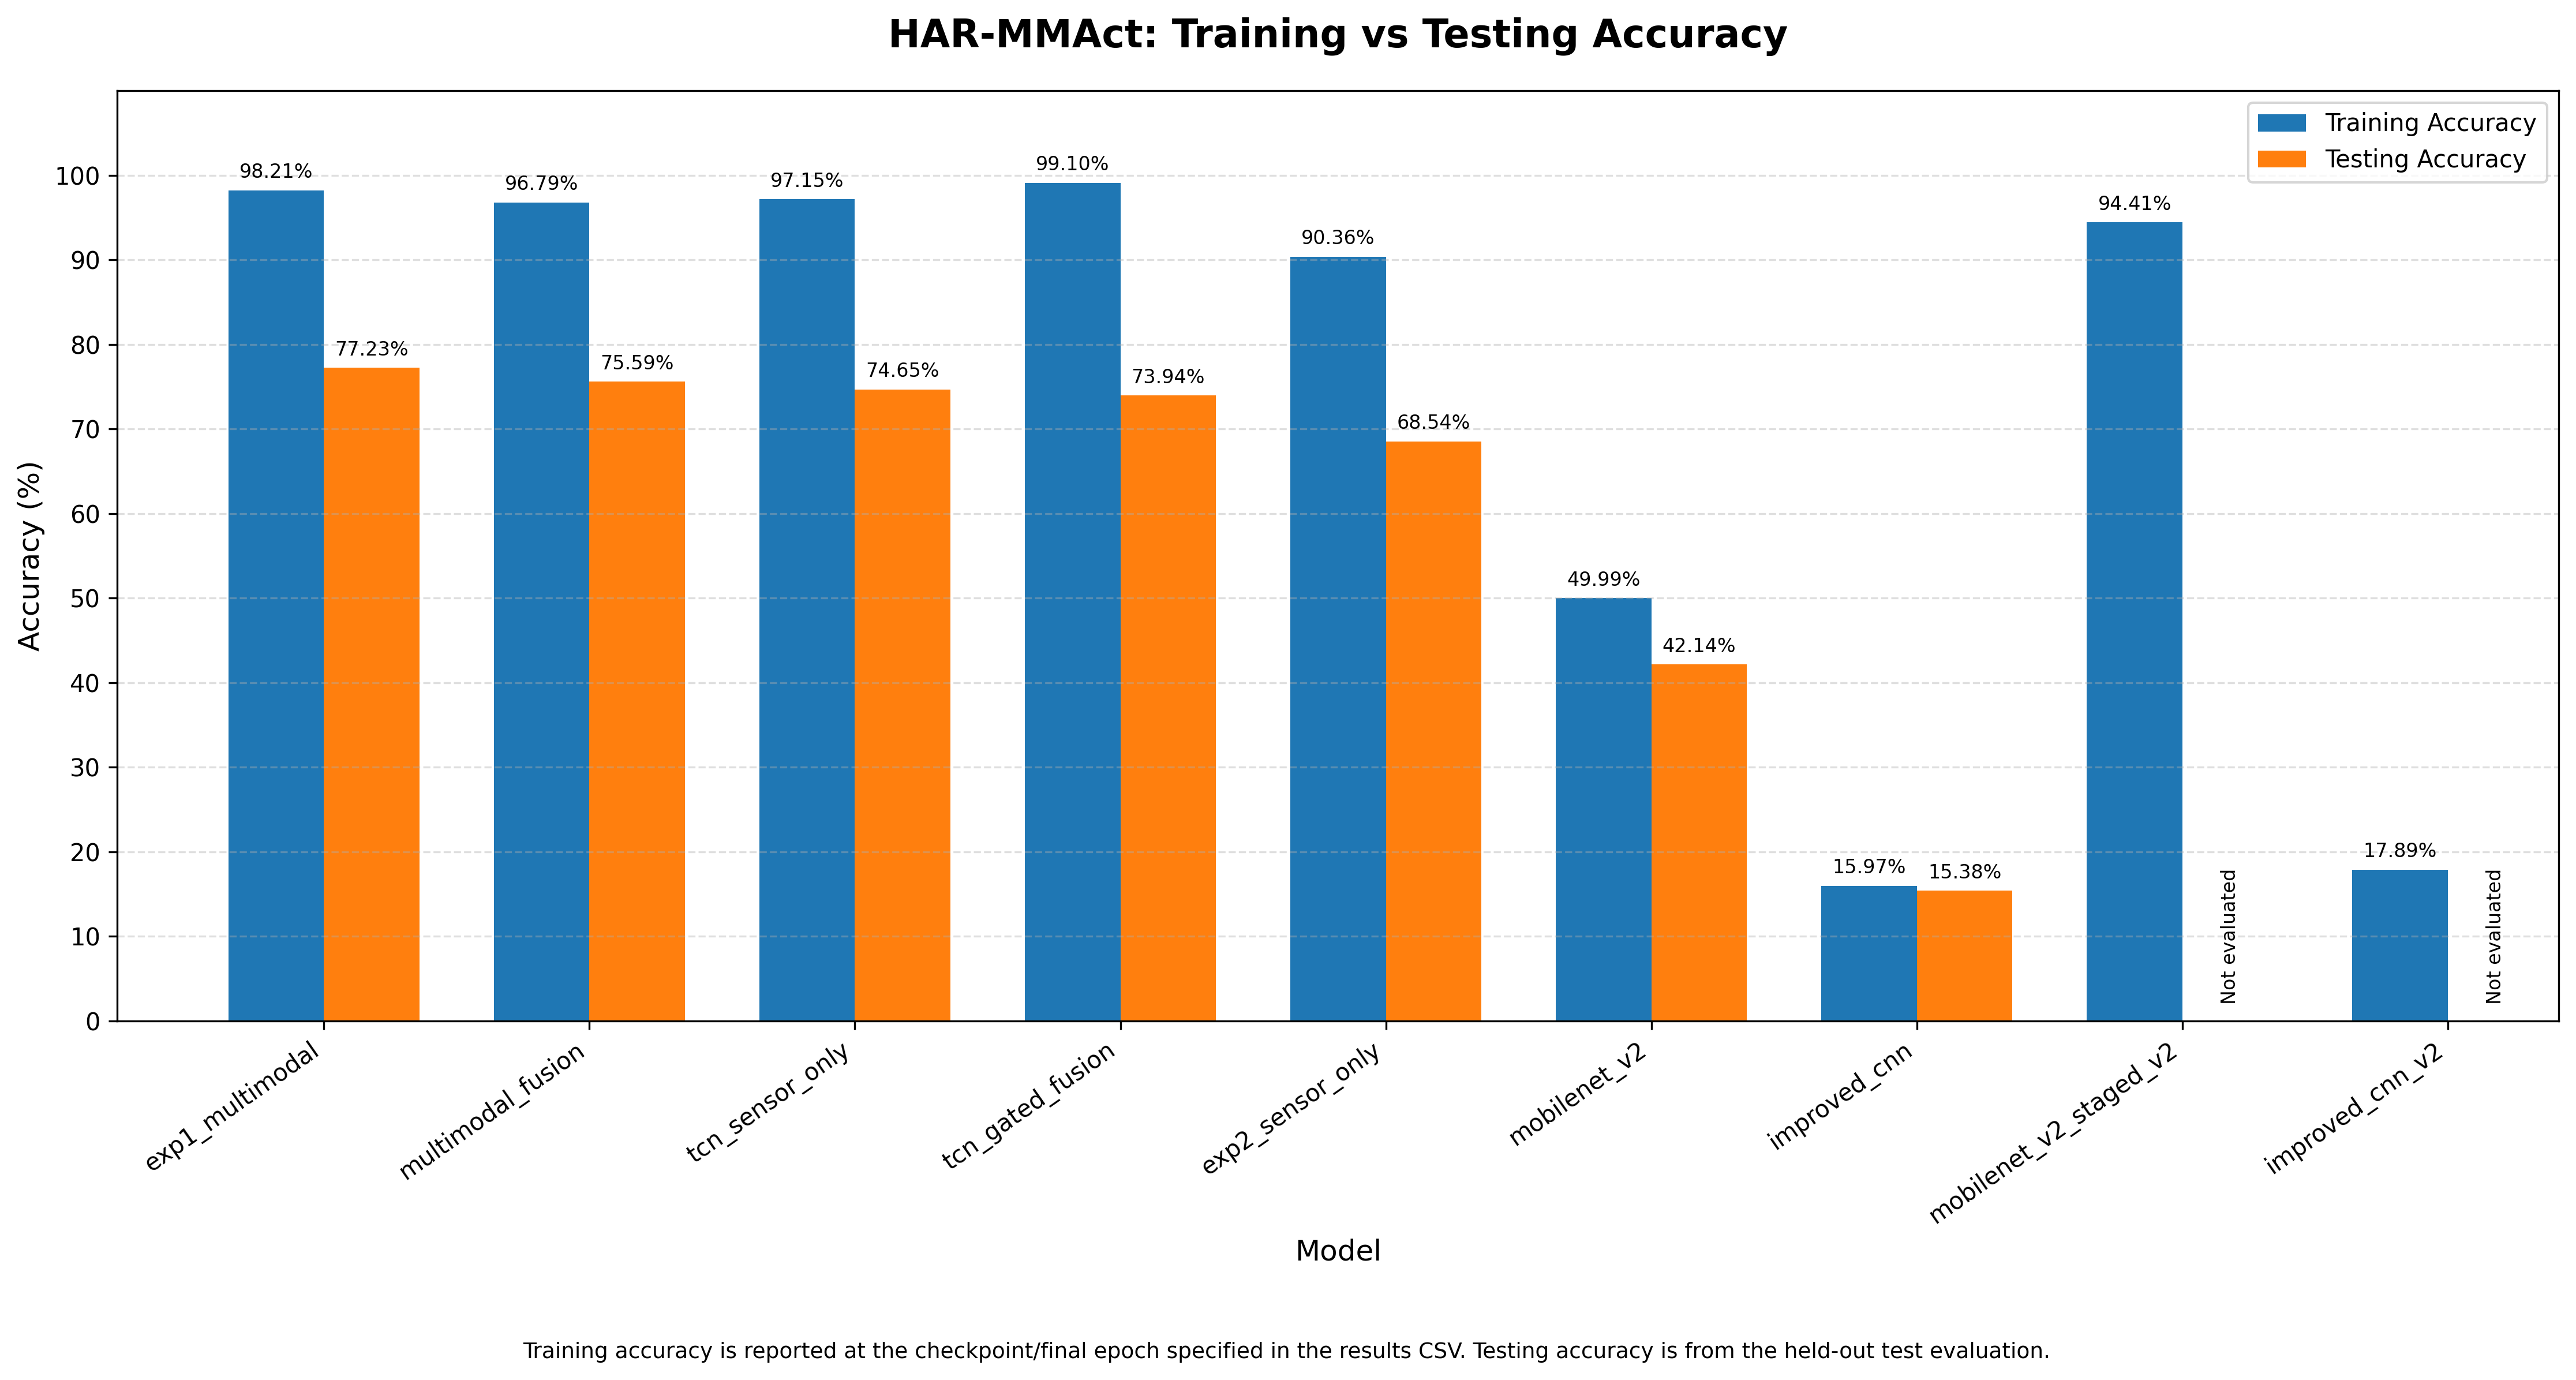 HAR-MMAct: Training vs Testing Accuracy
Training Accuracy
Testing Accuracy
Accuracy (%)
100
90
80
70
60
50
40
30
20
10
0
98.21%
77.23%
96.79%
75.59%
97.15%
74.65%
99.10%
73.94%
90.36%
68.54%
49.99%
42.14%
15.97%
15.38%
94.41%
Not evaluated
17.89%
Not evaluated
exp1_multimodal
multimodal_fusion
tcn_sensor_only
tcn_gated_fusion
exp2_sensor_only
mobilenet_v2
improved_cnn
mobilenet_v2_staged_v2
improved_cnn_v2
Model
Training accuracy is reported at the checkpoint/final epoch specified in the results CSV. Testing accuracy is from the held-out test evaluation.